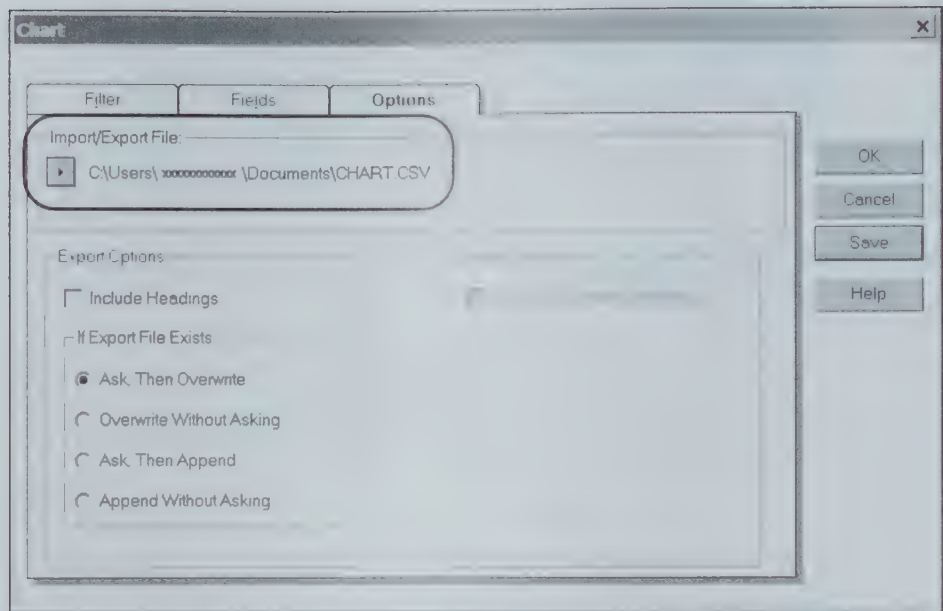 Chart
Filter Fields Options
Import/Export File:
C:\Users\ xxxxxxxxxxxx \Documents\CHART.CSV
OK
Cancel
Save
Help
Export Options
Include Headings
If Export File Exists
Ask, Then Overwrite
Overwrite Without Asking
Ask, Then Append
Append Without Asking